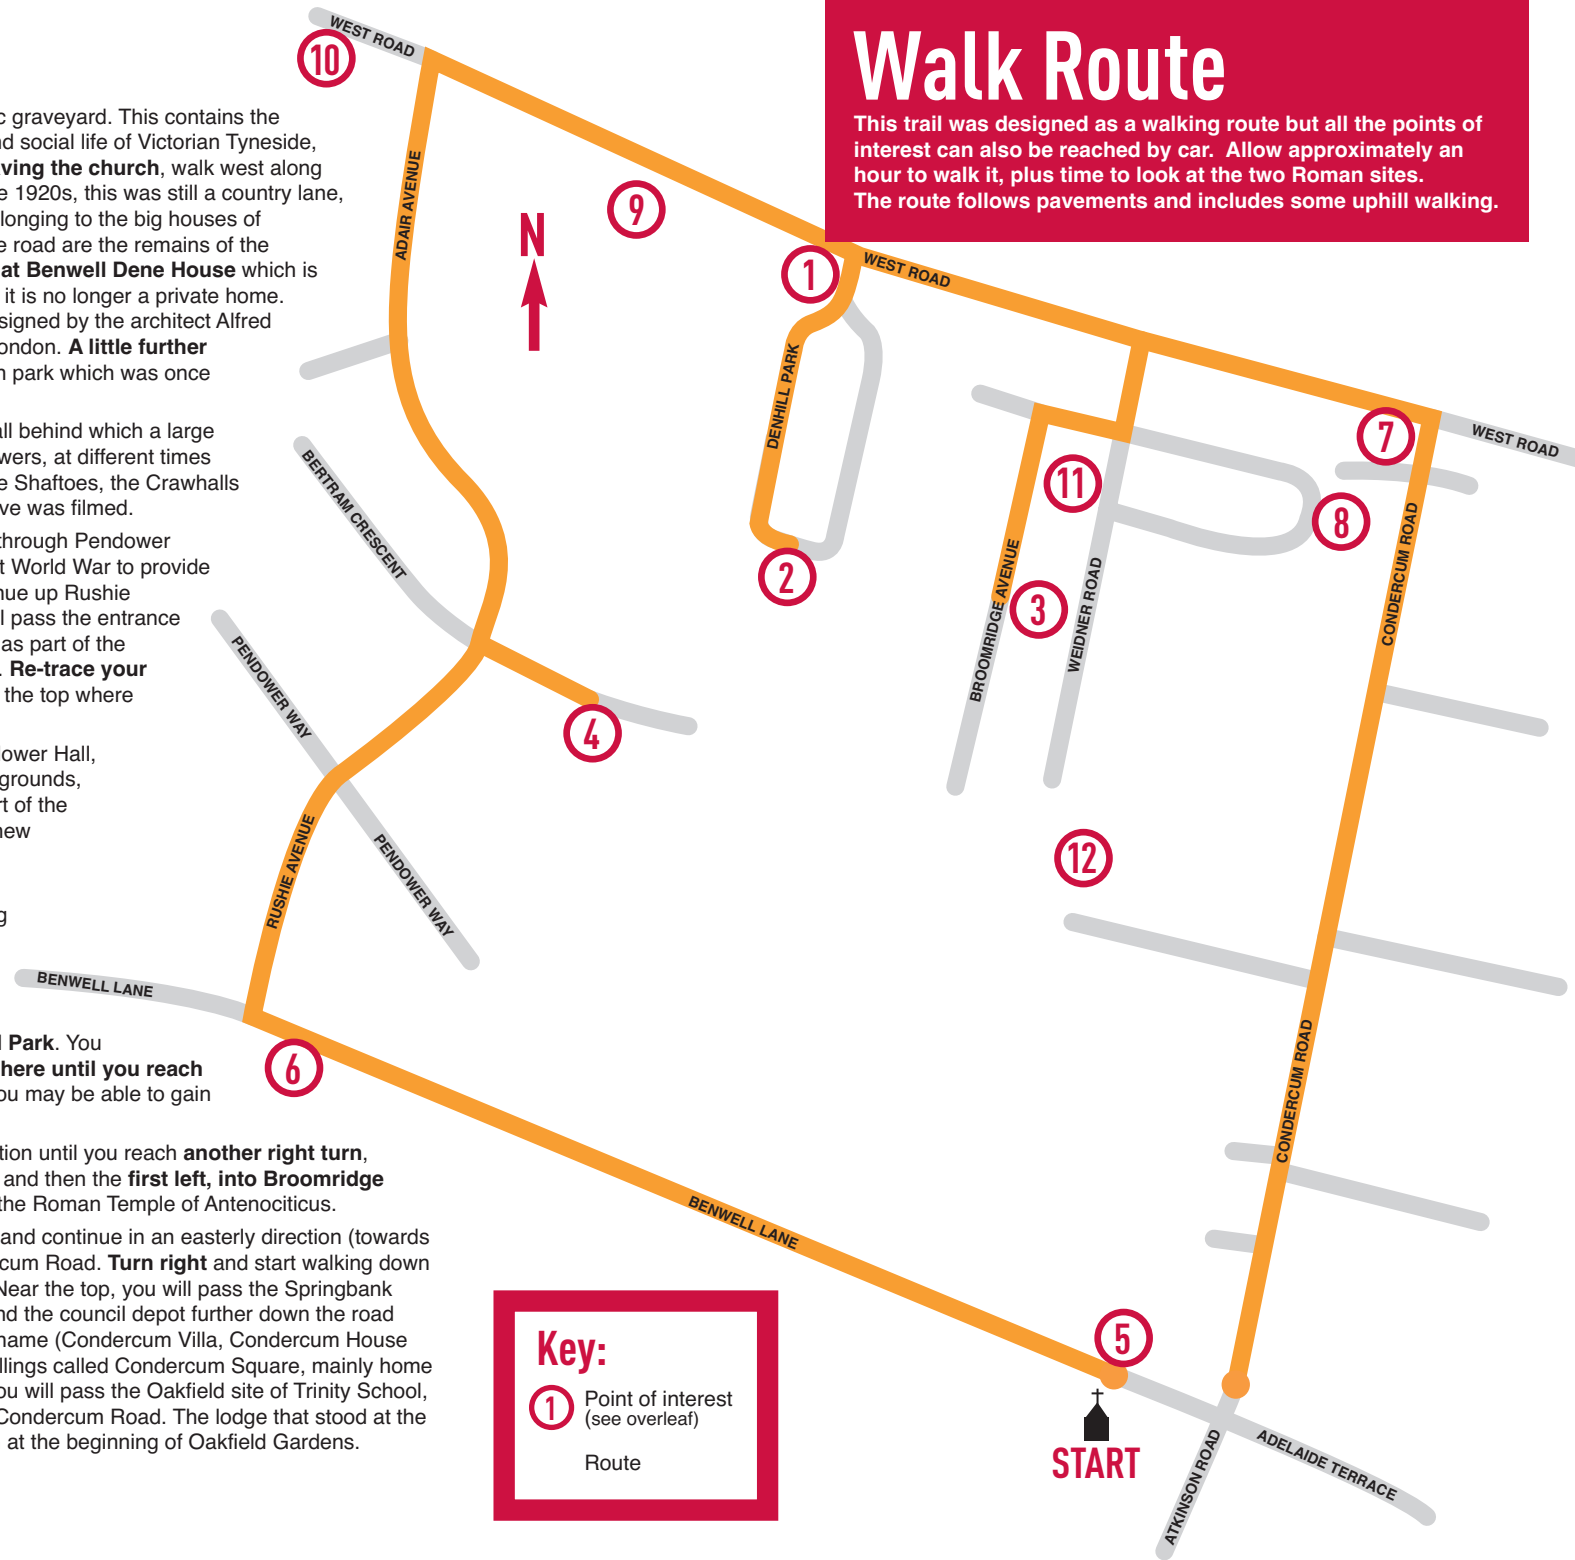 Walk Route
This trail was designed as a walking route but all the points of
interest can also be reached by car. Allow approximately an
hour to walk it, plus time to look at the two Roman sites.
The route follows pavements and includes some uphill walking.
c graveyard. This contains the
nd social life of Victorian Tyneside,
aving the church, walk west along
e 1920s, this was still a country lane,
longing to the big houses of
e road are the remains of the
at Benwell Dene House which is
it is no longer a private home.
signed by the architect Alfred
ondon. A little further
n park which was once
all behind which a large
wers, at different times
e Shaftoes, the Crawhalls
ve was filmed.
through Pendower
t World War to provide
nue up Rushie
l pass the entrance
as part of the
. Re-trace your
the top where
lower Hall,
grounds,
rt of the
new
g
l Park. You
here until you reach
ou may be able to gain
tion until you reach another right turn,
and then the first left, into Broomridge
the Roman Temple of Antenociticus.
and continue in an easterly direction (towards
cum Road. Turn right and start walking down
Near the top, you will pass the Springbank
nd the council depot further down the road
name (Condercum Villa, Condercum House
llings called Condercum Square, mainly home
ou will pass the Oakfield site of Trinity School,
Condercum Road. The lodge that stood at the
at the beginning of Oakfield Gardens.
WEST ROAD
10
ADAIR AVENUE
9
N
1
WEST ROAD
DENHILL PARK
2
7
WEST ROAD
11
8
BERTRAM CRESCENT
BROOMRIDGE AVENUE
3
WEIDNER ROAD
CONDERCUM ROAD
PENDOWER WAY
4
RUSHIE AVENUE
PENDOWER WAY
12
BENWELL LANE
6
CONDERCUM ROAD
BENWELL LANE
5
START
ATKINSON ROAD
ADELAIDE TERRACE
Key:
1 Point of interest
(see overleaf)
Route